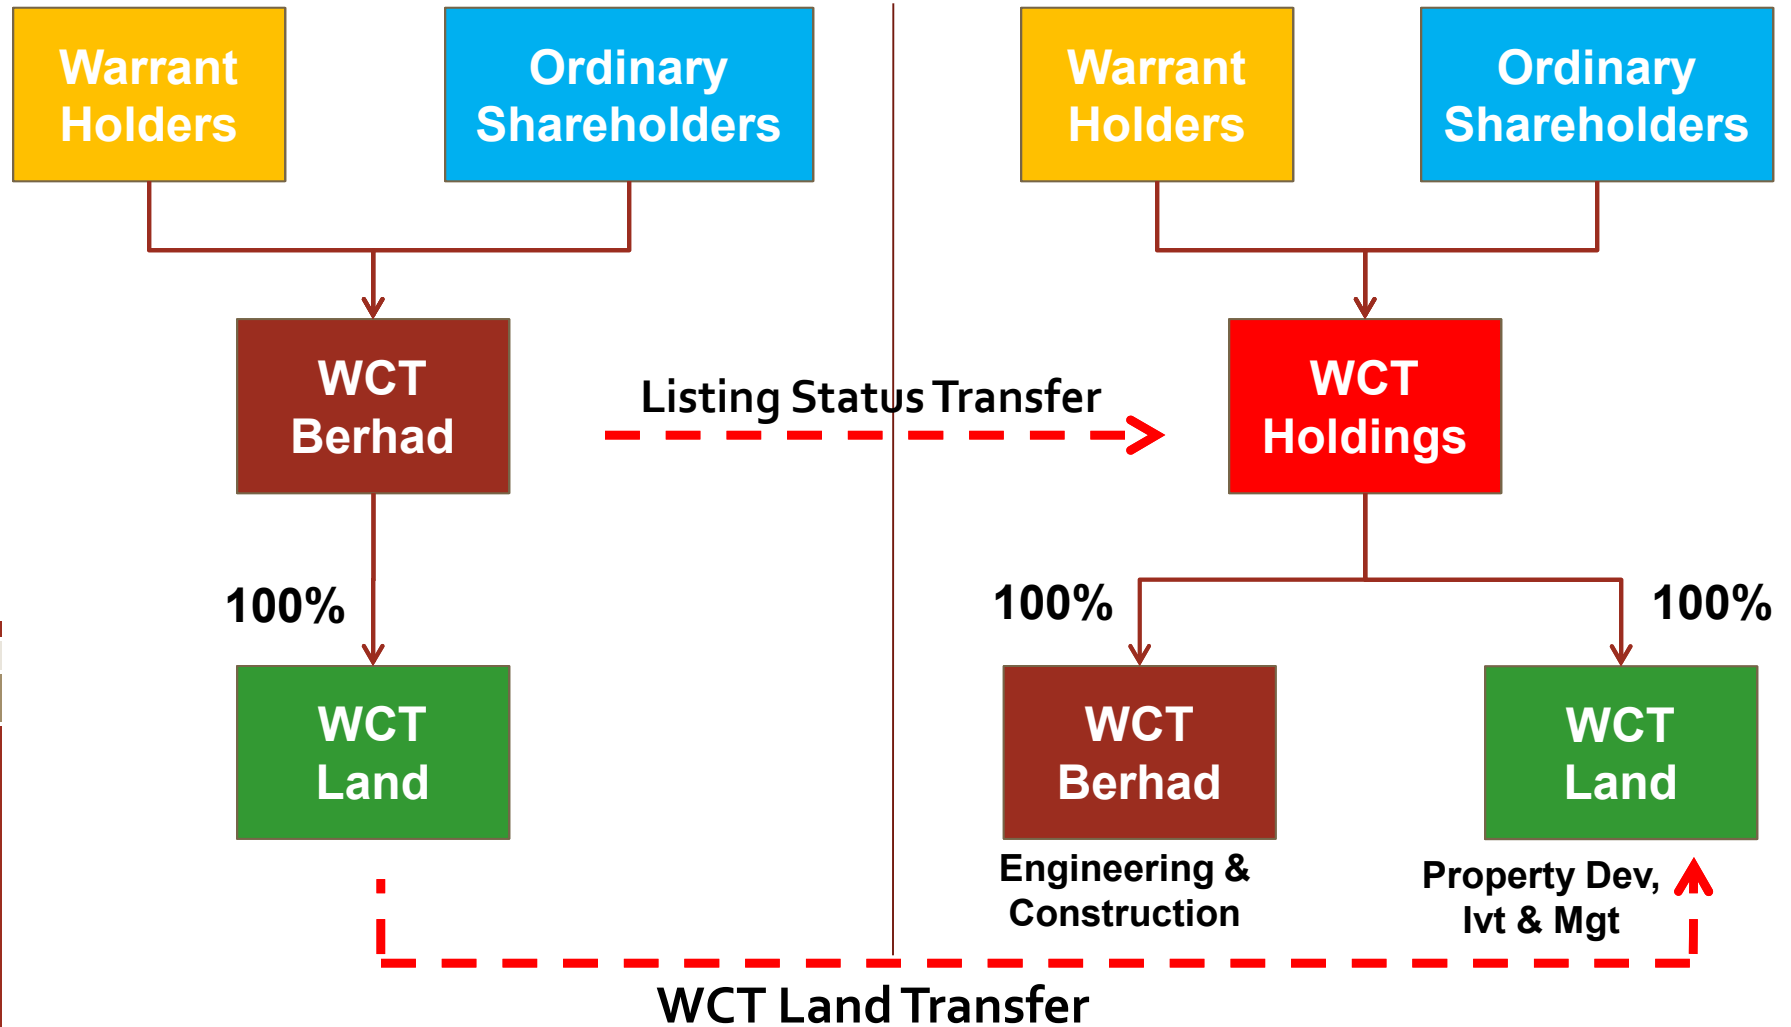 Warrant
Holders
Ordinary
Shareholders
WCT
Berhad
100%
WCT
Land
Listing Status Transfer
Warrant
Holders
Ordinary
Shareholders
WCT
Holdings
100%
100%
WCT
Berhad
WCT
Land
Engineering &
Construction
Property Dev,
Ivt & Mgt
WCT Land Transfer